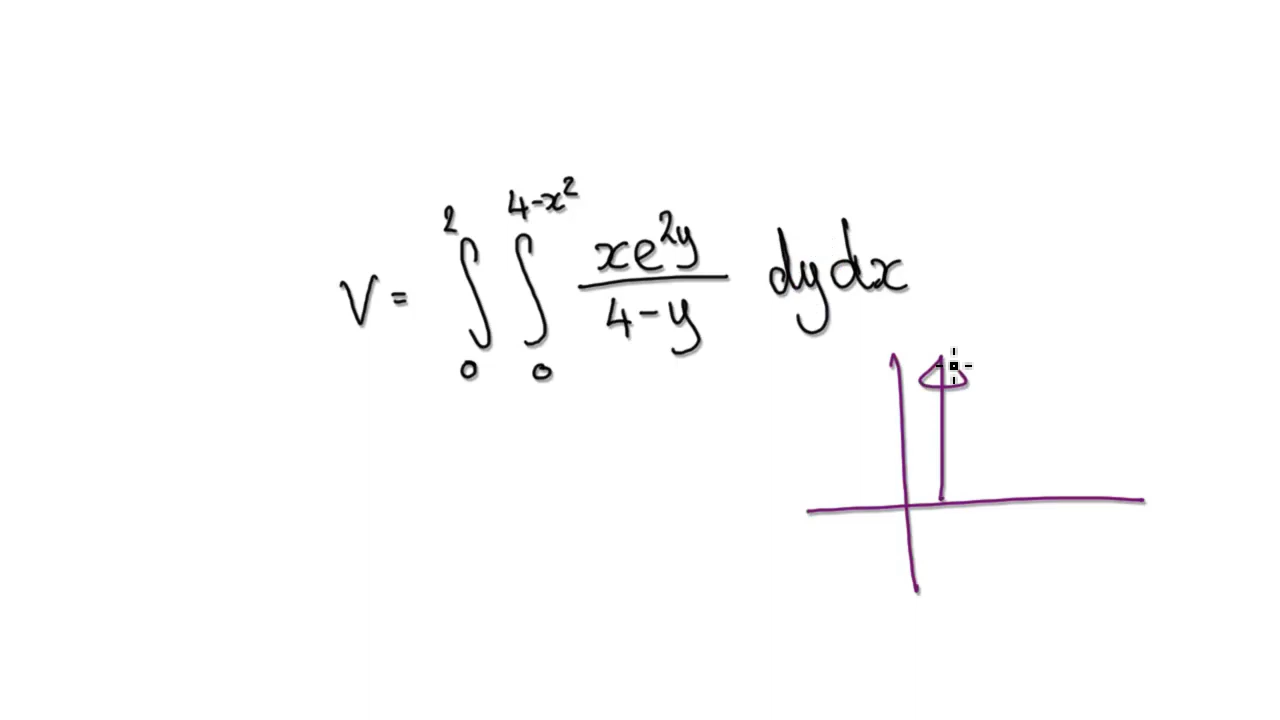 V = ∫₀² ∫₀^(4-x²) xe^(2y) / (4-y) dy dx